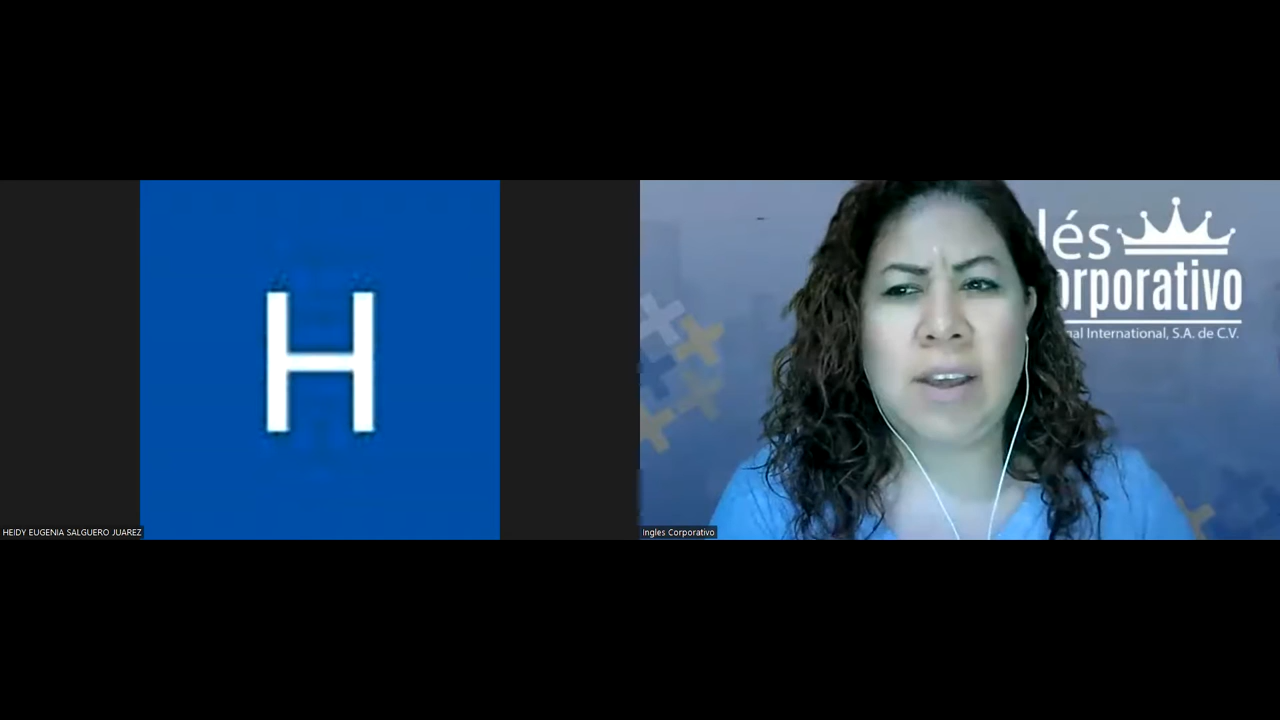 H
lés
orporativo
nal International, S.A. de C.V.
HEIDY EUGENIA SALGUERO JUAREZ
Ingles Corporativo